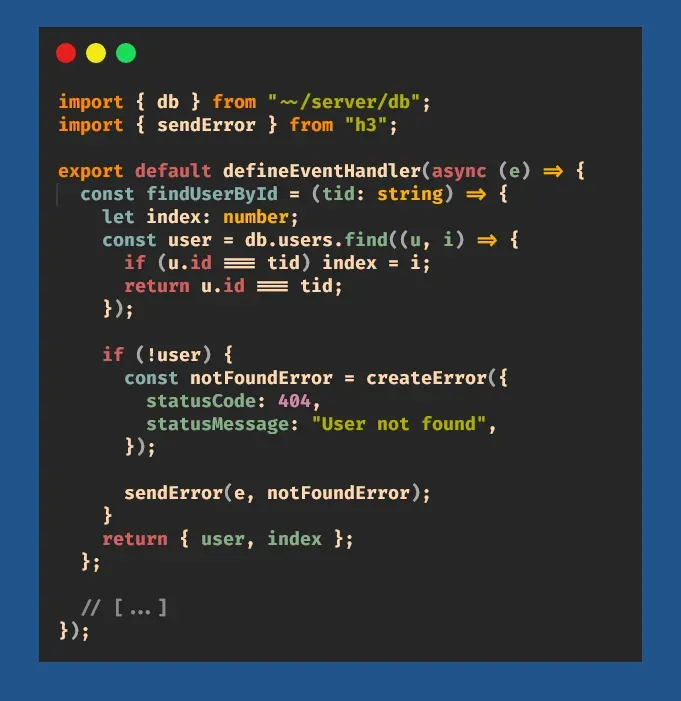 import { db } from "~~/server/db";
import { sendError } from "h3";

export default defineEventHandler(async (e) => {
  const findUserById = (tid: string) => {
    let index: number;
    const user = db.users.find((u, i) => {
      if (u.id === tid) index = i;
      return u.id === tid;
    });

    if (!user) {
      const notFoundError = createError({
        statusCode: 404,
        statusMessage: "User not found",
      });

      sendError(e, notFoundError);
    }
    return { user, index };
  };

  // [...]
});